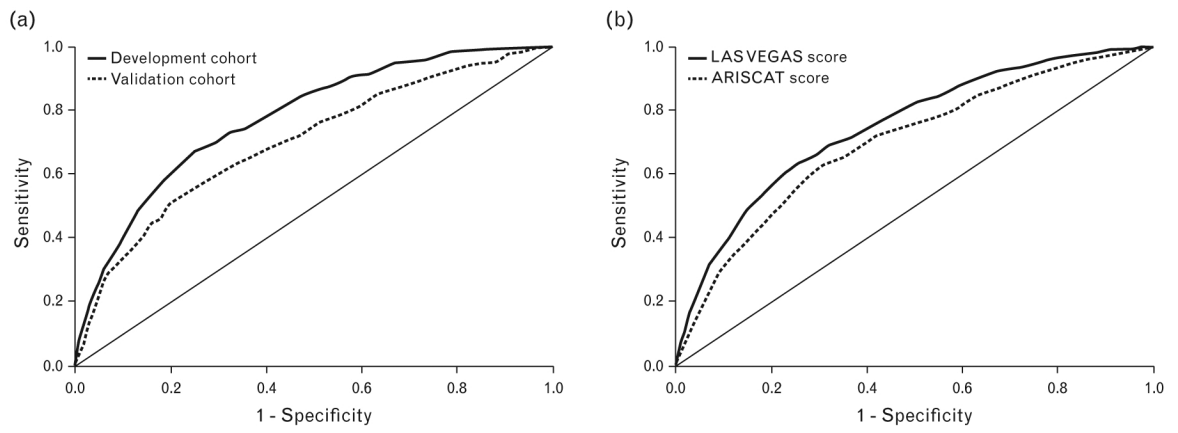 (a)
1.0
0.8
0.6
0.4
0.2
0.0
Sensitivity
Development cohort
Validation cohort
0.0 0.2 0.4 0.6 0.8 1.0
1 - Specificity
(b)
1.0
0.8
0.6
0.4
0.2
0.0
Sensitivity
LAS VEGAS score
ARISCAT score
0.0 0.2 0.4 0.6 0.8 1.0
1 - Specificity